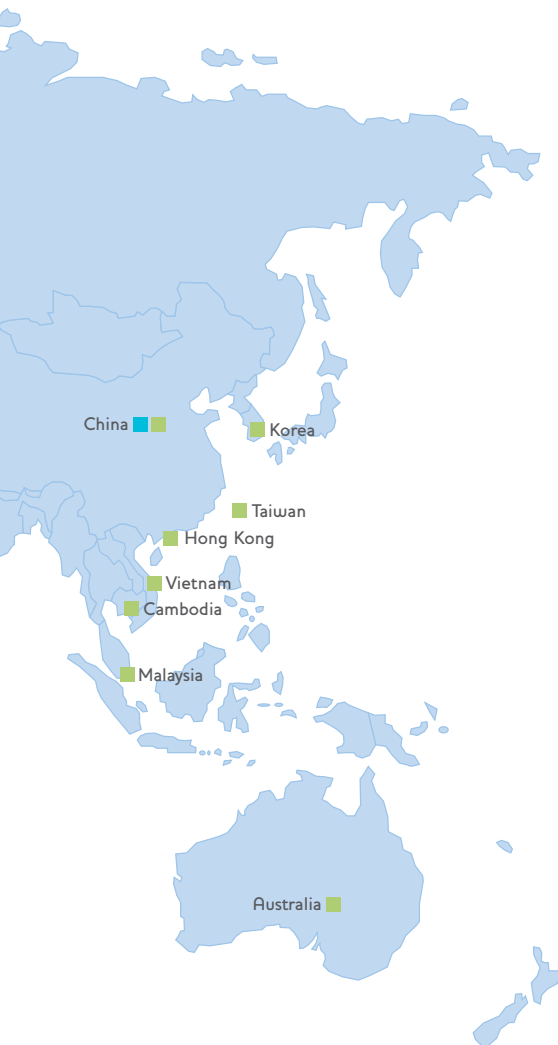 China
Korea
Taiwan
Hong Kong
Vietnam
Cambodia
Malaysia
Australia